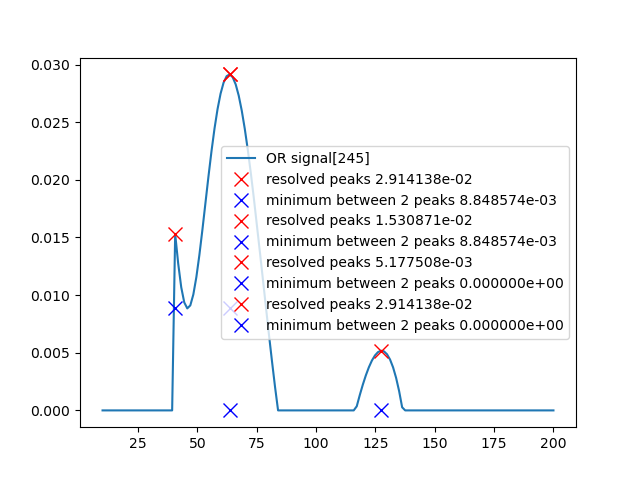 0.030
0.025
0.020
0.015
0.010
0.005
0.000
OR signal[245]
resolved peaks 2.914138e-02
minimum between 2 peaks 8.848574e-03
resolved peaks 1.530871e-02
minimum between 2 peaks 8.848574e-03
resolved peaks 5.177508e-03
minimum between 2 peaks 0.000000e+00
resolved peaks 2.914138e-02
minimum between 2 peaks 0.000000e+00
25 50 75 100 125 150 175 200